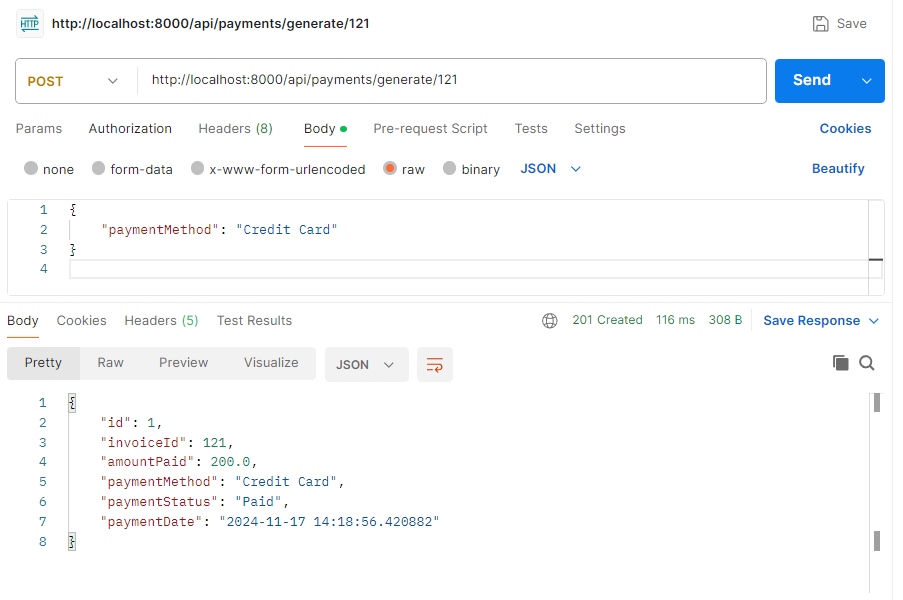 HTTP http://localhost:8000/api/payments/generate/121 Save
POST http://localhost:8000/api/payments/generate/121 Send
Params Authorization Headers (8) Body Pre-request Script Tests Settings Cookies
none form-data x-www-form-urlencoded raw binary JSON Beautify
1 {
2 "paymentMethod": "Credit Card"
3 }
4
Body Cookies Headers (5) Test Results 201 Created 116 ms 308 B Save Response
Pretty Raw Preview Visualize JSON
1 {
2 "id": 1,
3 "invoiceId": 121,
4 "amountPaid": 200.0,
5 "paymentMethod": "Credit Card",
6 "paymentStatus": "Paid",
7 "paymentDate": "2024-11-17 14:18:56.420882"
8 }